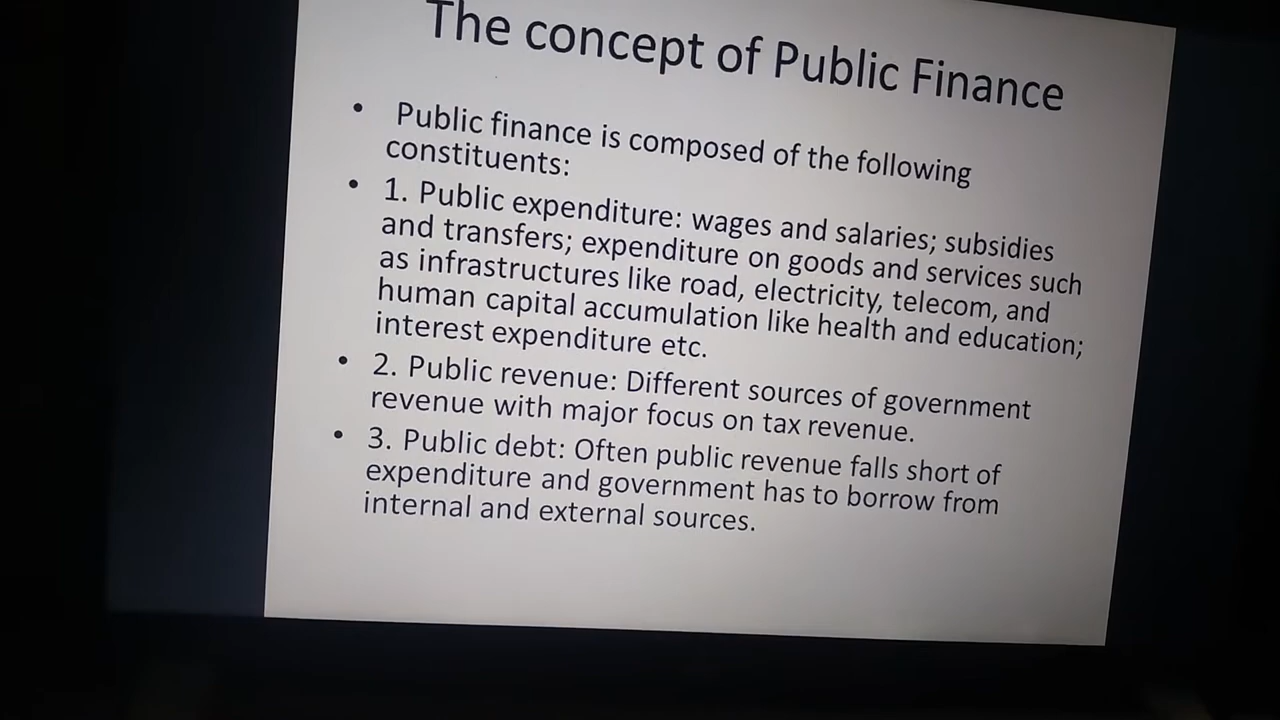 The concept of Public Finance
• Public finance is composed of the following
constituents:
• 1. Public expenditure: wages and salaries; subsidies
and transfers; expenditure on goods and services such
as infrastructures like road, electricity, telecom, and
human capital accumulation like health and education;
interest expenditure etc.
• 2. Public revenue: Different sources of government
revenue with major focus on tax revenue.
• 3. Public debt: Often public revenue falls short of
expenditure and government has to borrow from
internal and external sources.